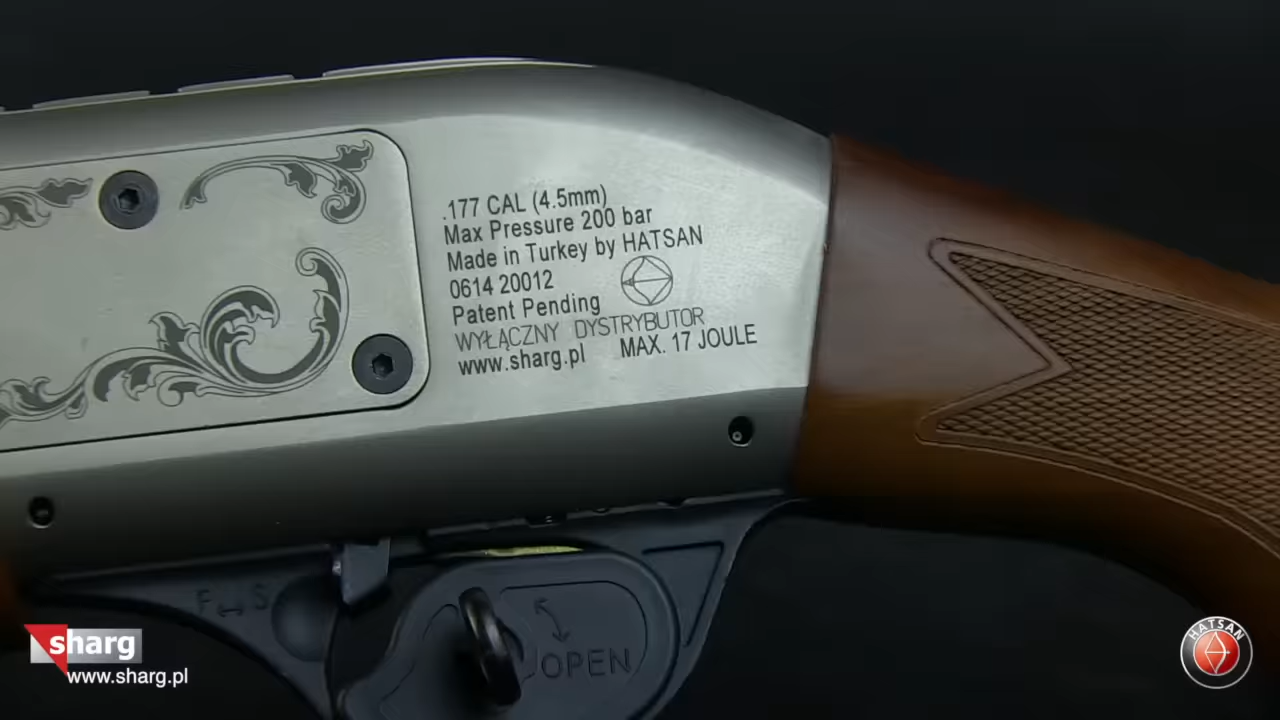 .177 CAL (4.5mm)
Max Pressure 200 bar
Made in Turkey by HATSAN
0614 20012
Patent Pending
WYŁĄCZNY DYSTRYBUTOR
www.sharg.pl MAX. 17 JOULE
F S
OPEN
sharg
www.sharg.pl
HATSAN